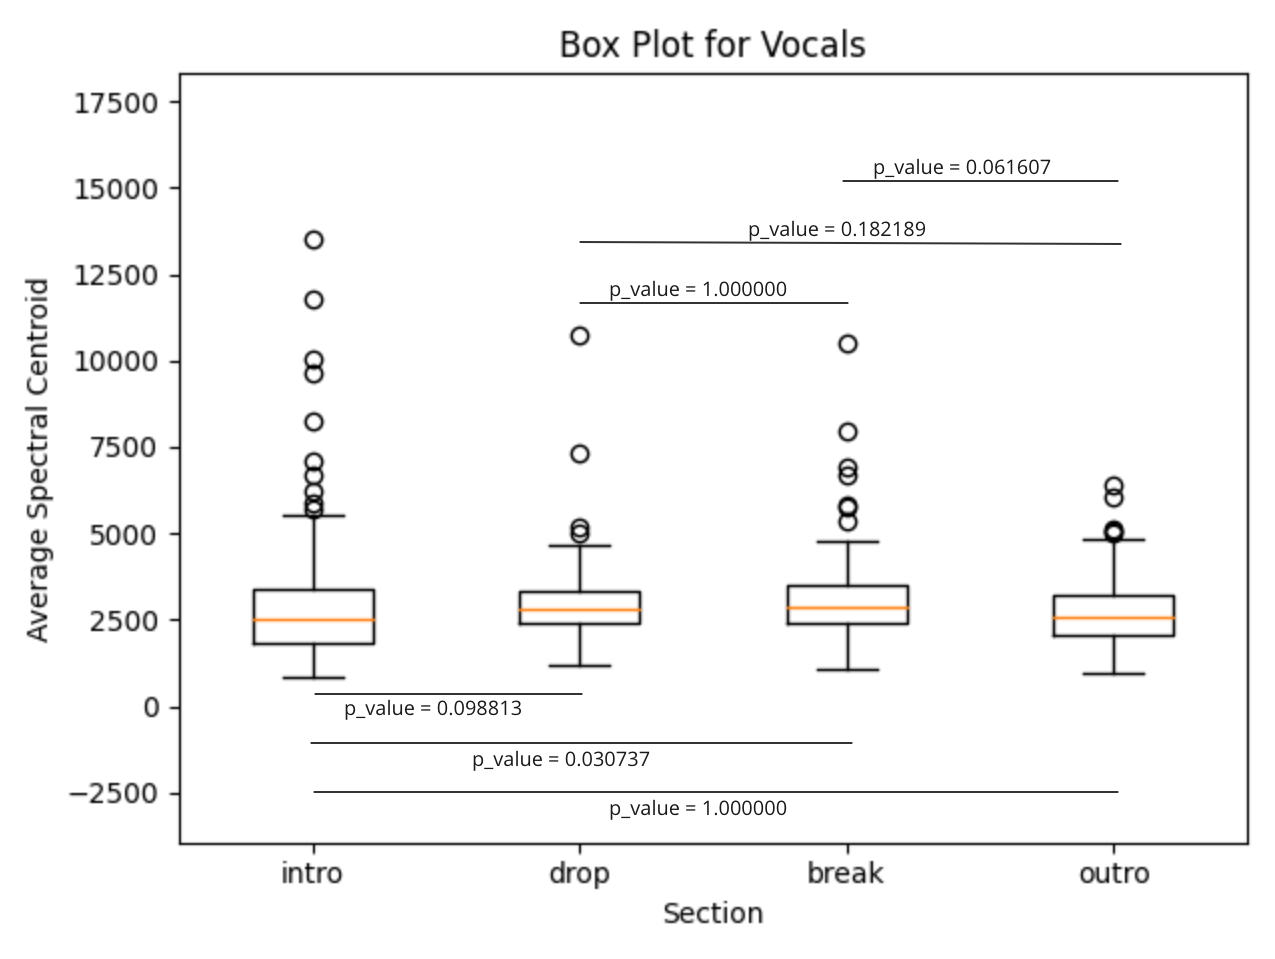 Box Plot for Vocals
17500
15000
12500
10000
7500
5000
2500
0
−2500
Average Spectral Centroid
p_value = 0.061607
p_value = 0.182189
p_value = 1.000000
p_value = 0.098813
p_value = 0.030737
p_value = 1.000000
intro drop break outro
Section